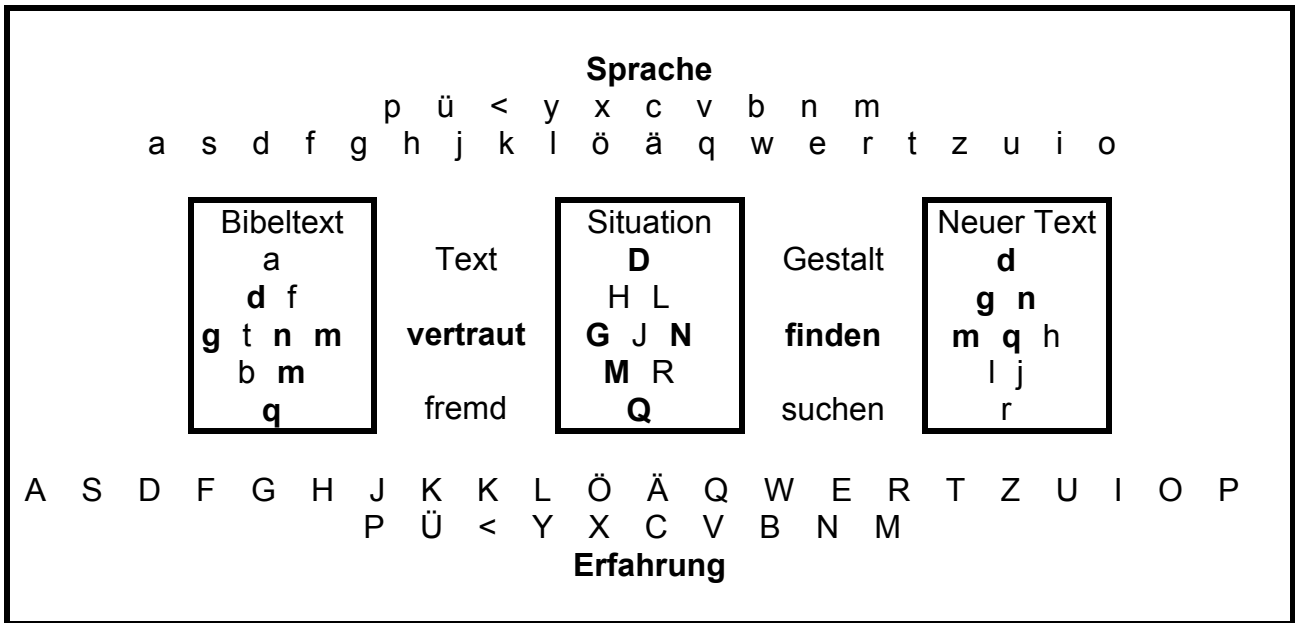 Sprache
p ü < y x c v b n m
a s d f g h j k l ö ä q w e r t z u i o
Bibeltext Situation Neuer Text
a Text D Gestalt d
d f H L g n
g t n m vertraut G J N finden m q h
b m M R l j
q fremd Q suchen r
A S D F G H J K K L Ö Ä Q W E R T Z U I O P
P Ü < Y X C V B N M
Erfahrung